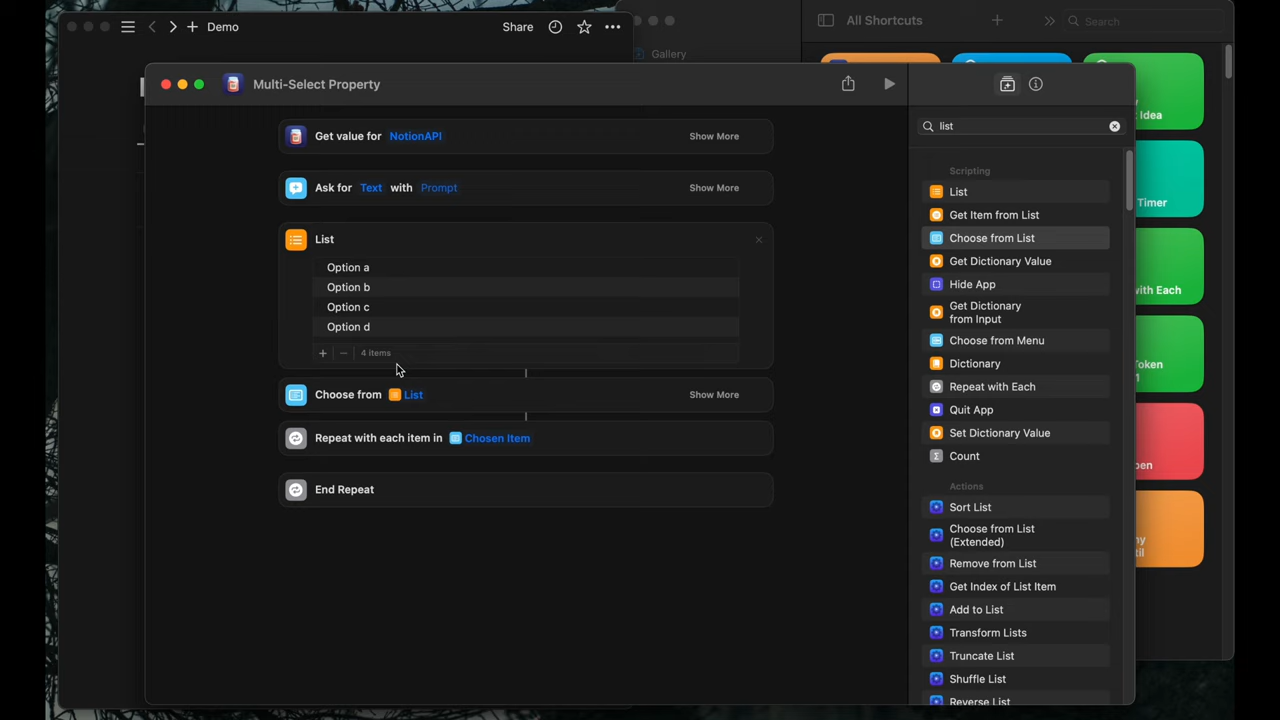 Demo
Share
All Shortcuts
Search
Gallery
Multi-Select Property
list
Get value for NotionAPI
Show More
Ask for Text with Prompt
Show More
List
Option a
Option b
Option c
Option d
4 items
Choose from List
Show More
Repeat with each item in Chosen Item
End Repeat
Scripting
List
Get Item from List
Choose from List
Get Dictionary Value
Hide App
Get Dictionary
from Input
Choose from Menu
Dictionary
Repeat with Each
Quit App
Set Dictionary Value
Count
Actions
Sort List
Choose from List
(Extended)
Remove from List
Get Index of List Item
Add to List
Transform Lists
Truncate List
Shuffle List
Reverse List
Idea
Timer
with Each
Token
1